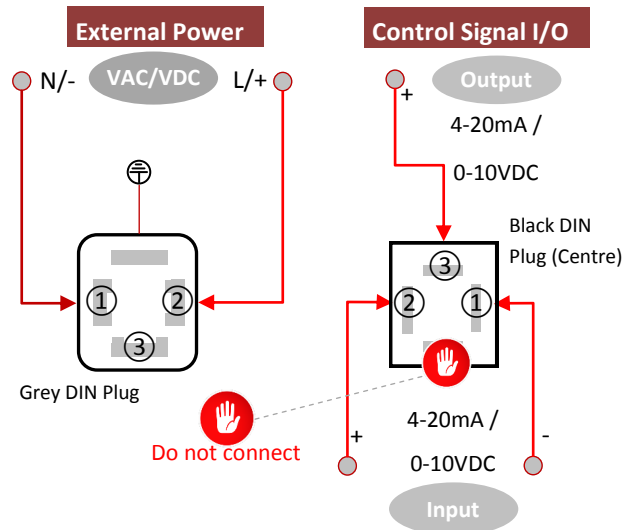 External Power
Control Signal I/O
N/-
VAC/VDC
L/+
Output
+
4-20mA /
0-10VDC
Black DIN
Plug (Centre)
3
1
2
2
1
3
Grey DIN Plug
Do not connect
+
4-20mA /
-
0-10VDC
Input